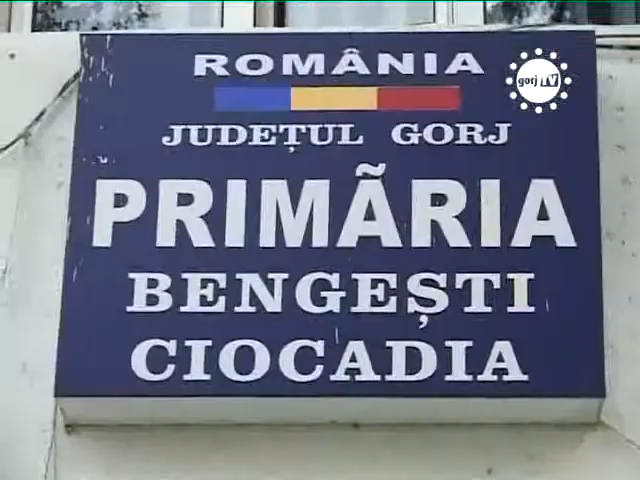 ROMÂNIA
gorj TV
JUDEȚUL GORJ
PRIMÃRIA
BENGEȘTI
CIOCADIA